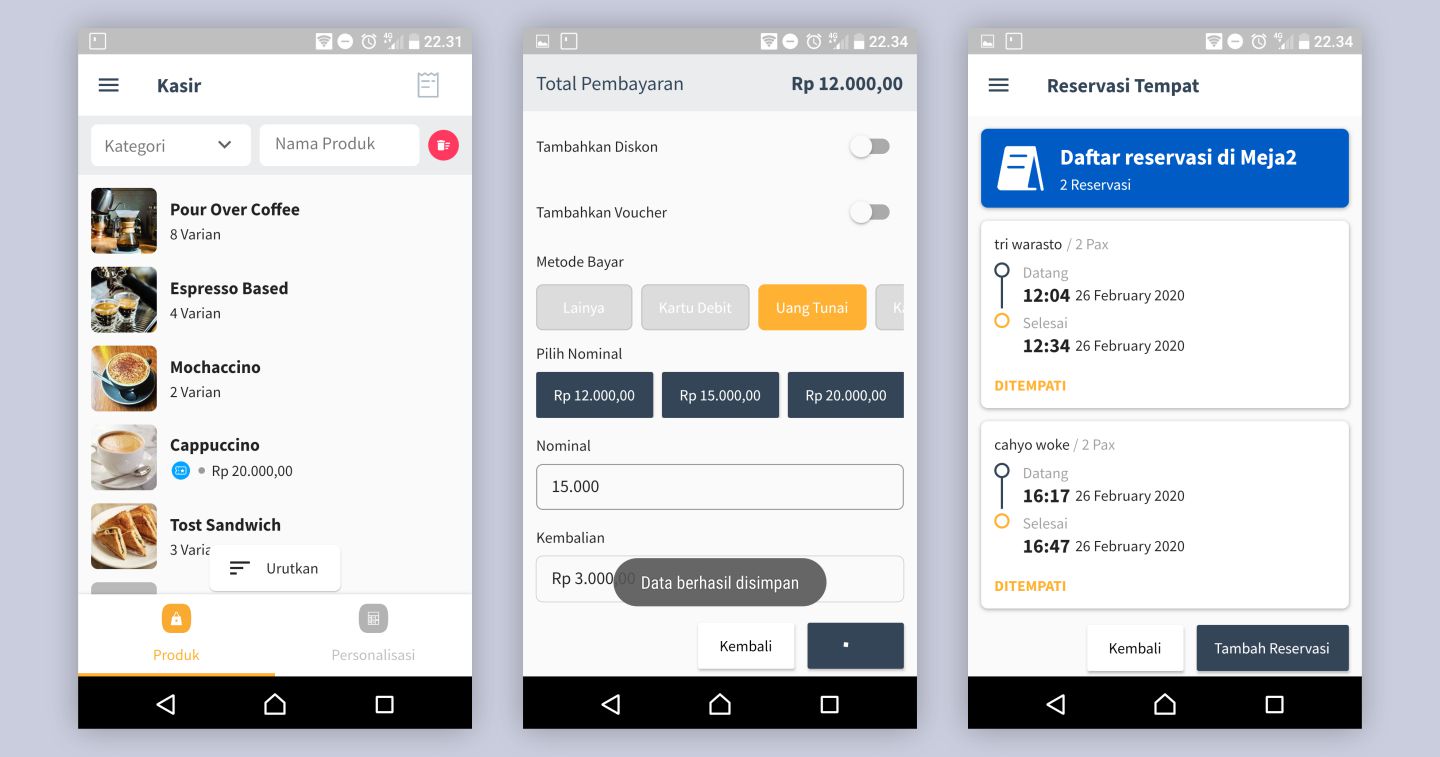 4G
22.31
Kasir
Kategori
Nama Produk
Pour Over Coffee
8 Varian
Espresso Based
4 Varian
Mochaccino
2 Varian
Cappuccino
Rp 20.000,00
Tost Sandwich
3 Varia
Urutkan
Produk
Personalisasi
4G
22.34
Total Pembayaran
Rp 12.000,00
Tambahkan Diskon
Tambahkan Voucher
Metode Bayar
Lainya
Kartu Debit
Uang Tunai
Pilih Nominal
Rp 12.000,00
Rp 15.000,00
Rp 20.000,00
Nominal
15.000
Kembalian
Rp 3.000,00
Data berhasil disimpan
Kembali
4G
22.34
Reservasi Tempat
Daftar reservasi di Meja2
2 Reservasi
tri warasto / 2 Pax
Datang
12:04 26 February 2020
Selesai
12:34 26 February 2020
DITEMPATI
cahyo woke / 2 Pax
Datang
16:17 26 February 2020
Selesai
16:47 26 February 2020
DITEMPATI
Kembali
Tambah Reservasi